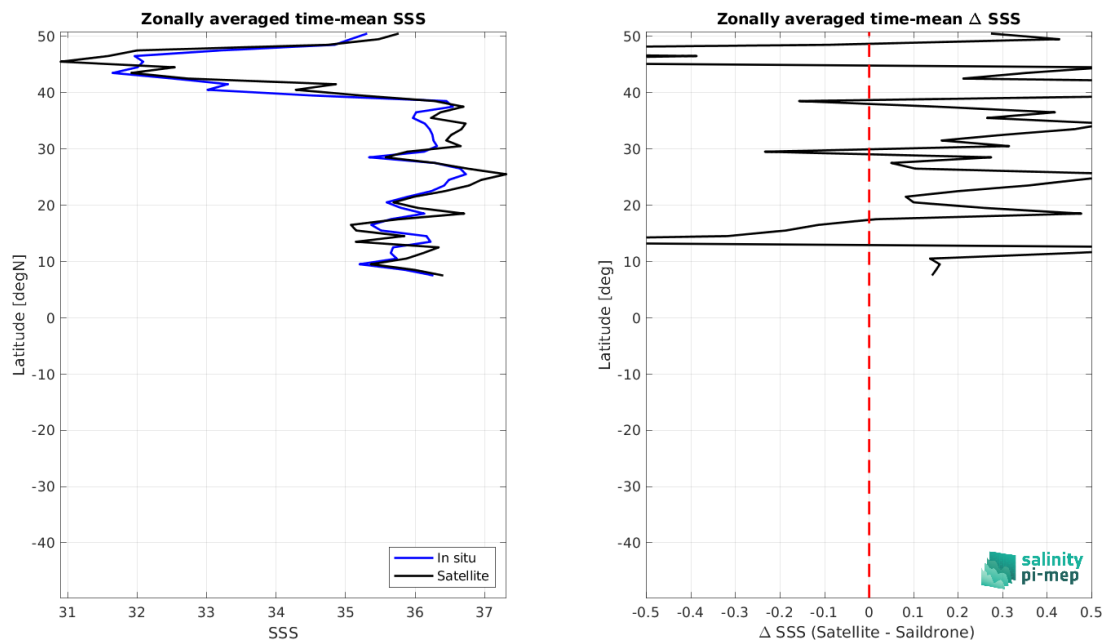 Zonally averaged time-mean SSS
50
40
30
20
10
0
-10
-20
-30
-40
Latitude [degN]
31 32 33 34 35 36 37
SSS
In situ
Satellite
Zonally averaged time-mean Δ SSS
50
40
30
20
10
0
-10
-20
-30
-40
Latitude [deg]
-0.5 -0.4 -0.3 -0.2 -0.1 0 0.1 0.2 0.3 0.4 0.5
Δ SSS (Satellite - Saildrone)
salinity
pi-mep